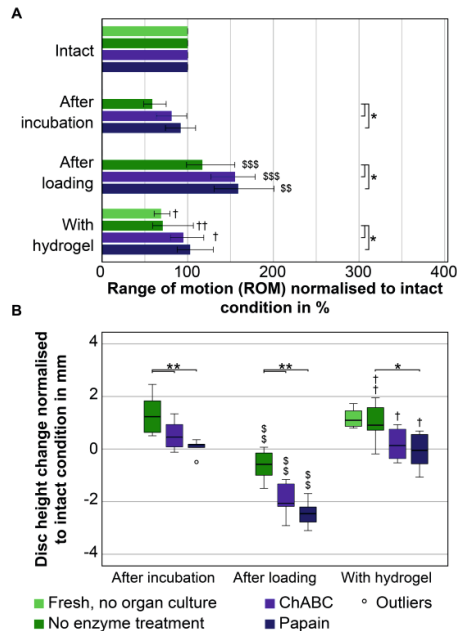 A
Intact
After
incubation
*
After
loading
$$$
$$$
$$
*
With
hydrogel
†
††
†
*
0 100 200 300 400
Range of motion (ROM) normalised to intact
condition in %
B
Disc height change normalised
to intact condition in mm
4
2
0
-2
-4
**
**
*
$
$
$
$
$
$
†
†
†
†
After incubation After loading With hydrogel
Fresh, no organ culture ChABC Outliers
No enzyme treatment Papain